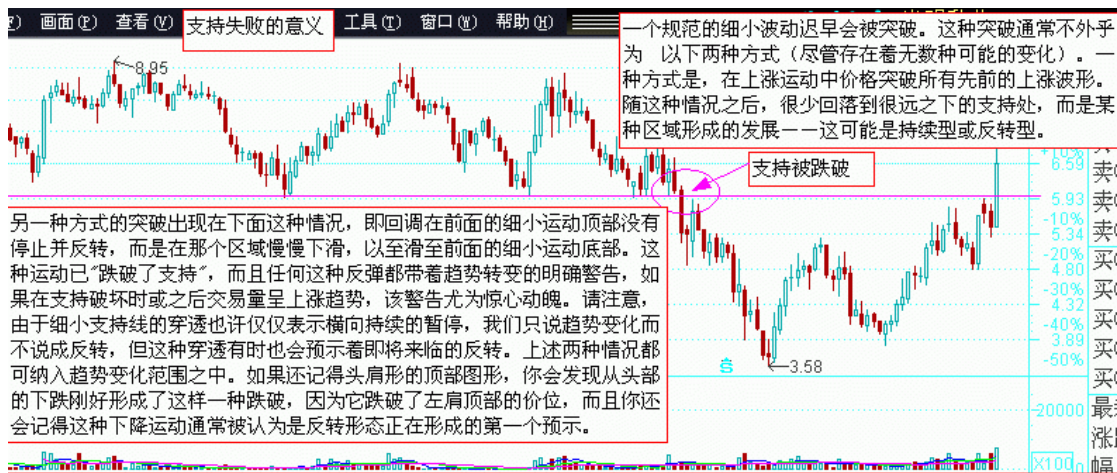 画面(P) 查看(V) 支持失败的意义 工具(T) 窗口(W) 帮助(H)
一个规范的细小波动迟早会被突破。这种突破通常不外乎
为 以下两种方式（尽管存在着无数种可能的变化）。一
种方式是，在上涨运动中价格突破所有先前的上涨波形。
随这种情况之后，很少回落到很远之下的支持处，而是某
种区域形成的发展——这可能是持续型或反转型。
8.95
支持被跌破
另一种方式的突破出现在下面这种情况，即回调在前面的细小运动顶部没有
停止并反转，而是在那个区域慢慢下滑，以至滑至前面的细小运动底部。这
种运动已"跌破了支持"，而且任何这种反弹都带着趋势转变的明确警告，如
果在支持破坏时或之后交易量呈上涨趋势，该警告尤为惊心动魄。请注意，
由于细小支持线的穿透也许仅仅表示横向持续的暂停，我们只说趋势变化而
不说成反转，但这种穿透有时也会预示着即将来临的反转。上述两种情况都
可纳入趋势变化范围之中。如果还记得头肩形的顶部图形，你会发现从头部
的下跌刚好形成了这样一种跌破，因为它跌破了左肩顶部的价位，而且你还
会记得这种下降运动通常被认为是反转形态正在形成的第一个预示。
3.58
S
+10%
6.59
5.93
-10%
5.34
-20%
4.80
-30%
4.32
-40%
3.89
-50%
20000
X100
卖
卖
卖
买
买
买
买
买
最
涨
幅